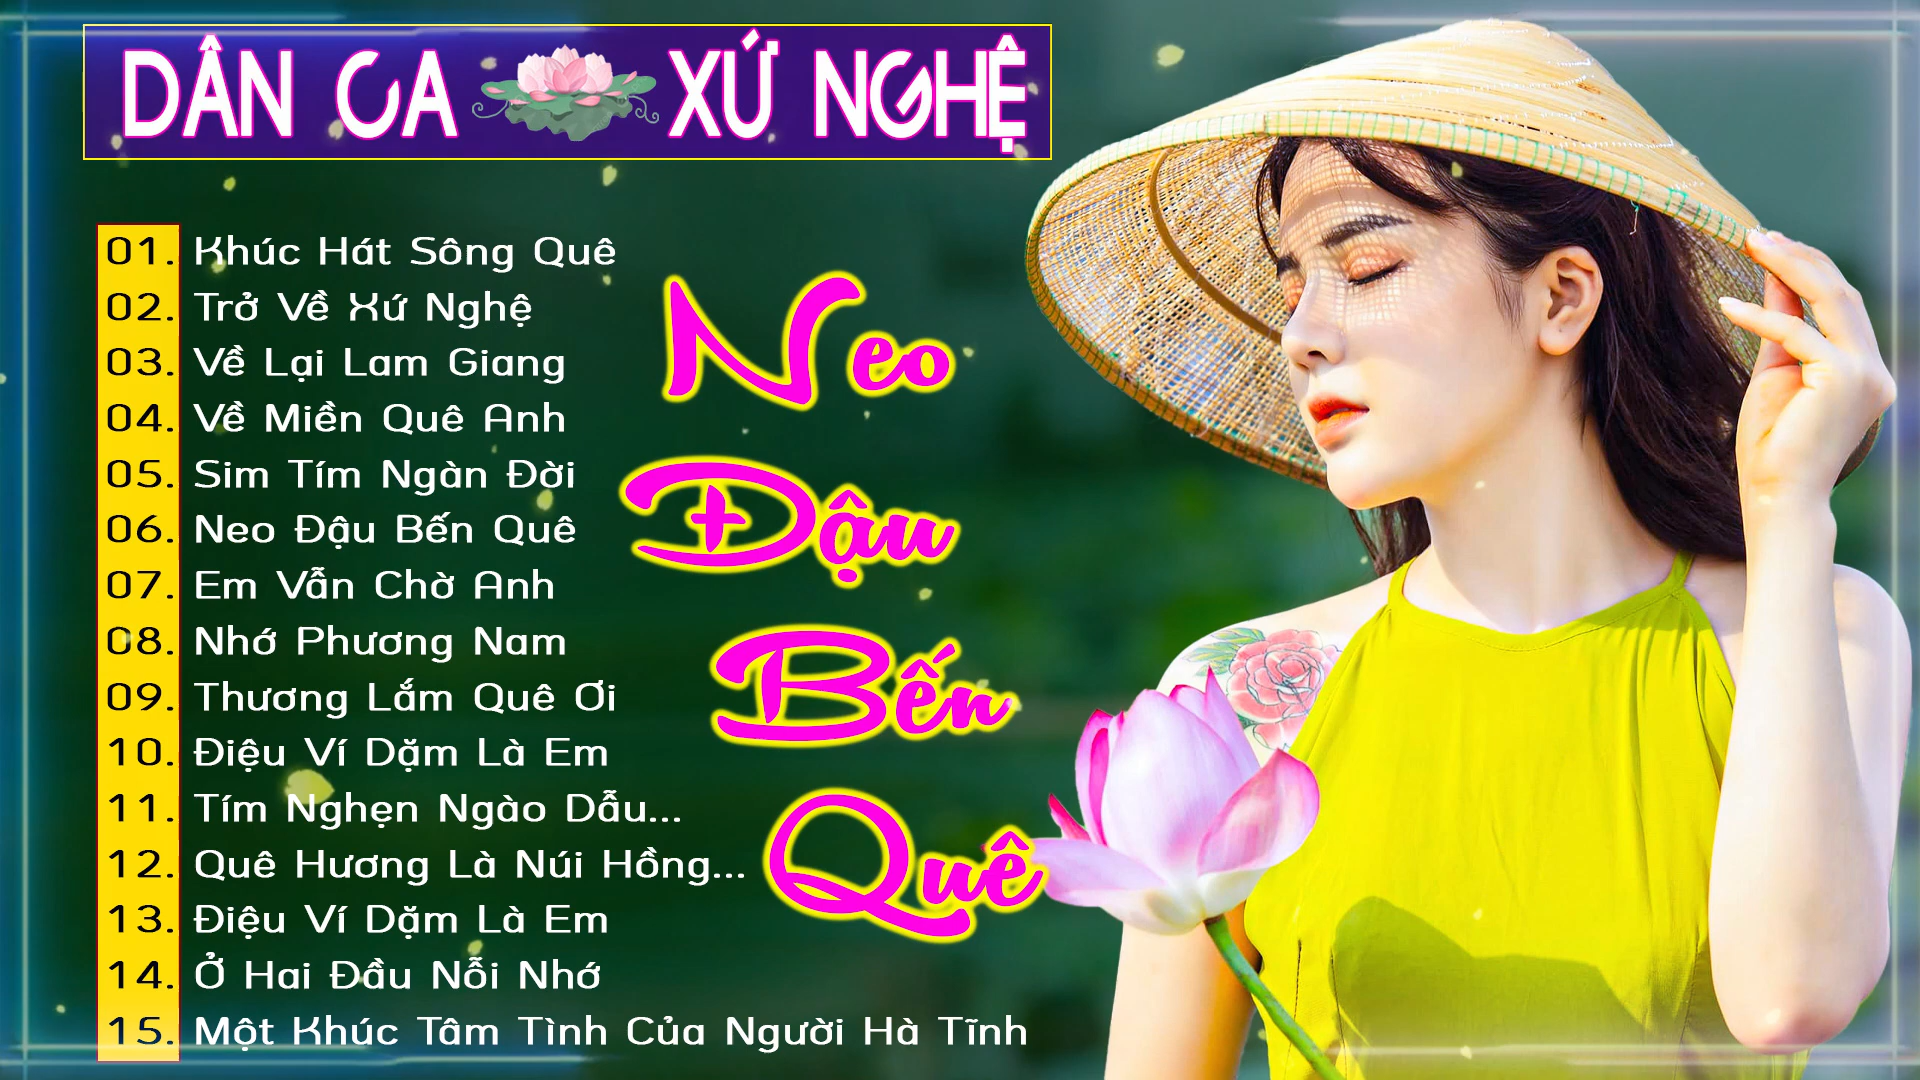 DÂN CA XỨ NGHỆ
01. Khúc Hát Sông Quê
02. Trở Về Xứ Nghệ
03. Về Lại Lam Giang
04. Về Miền Quê Anh
05. Sim Tím Ngàn Đời
06. Neo Đậu Bến Quê
07. Em Vẫn Chờ Anh
08. Nhớ Phương Nam
09. Thương Lắm Quê Ơi
10. Điệu Ví Dặm Là Em
11. Tím Nghẹn Ngào Dẫu...
12. Quê Hương Là Núi Hồng...
13. Điệu Ví Dặm Là Em
14. Ở Hai Đầu Nỗi Nhớ
15. Một Khúc Tâm Tình Của Người Hà Tĩnh
Neo
Đậu
Bến
Quê